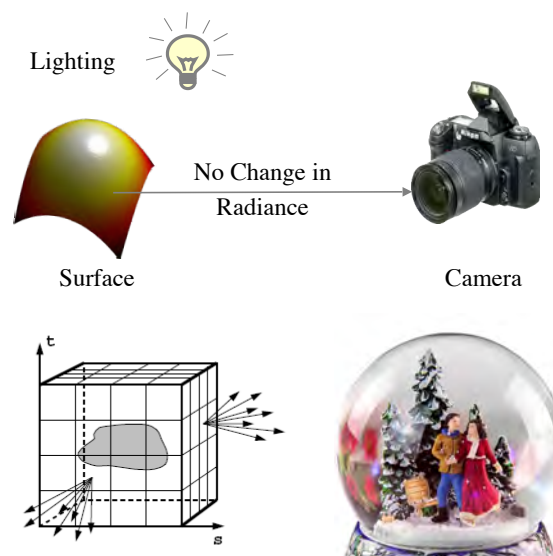 Lighting
No Change in
Radiance
Surface
Camera
t
s